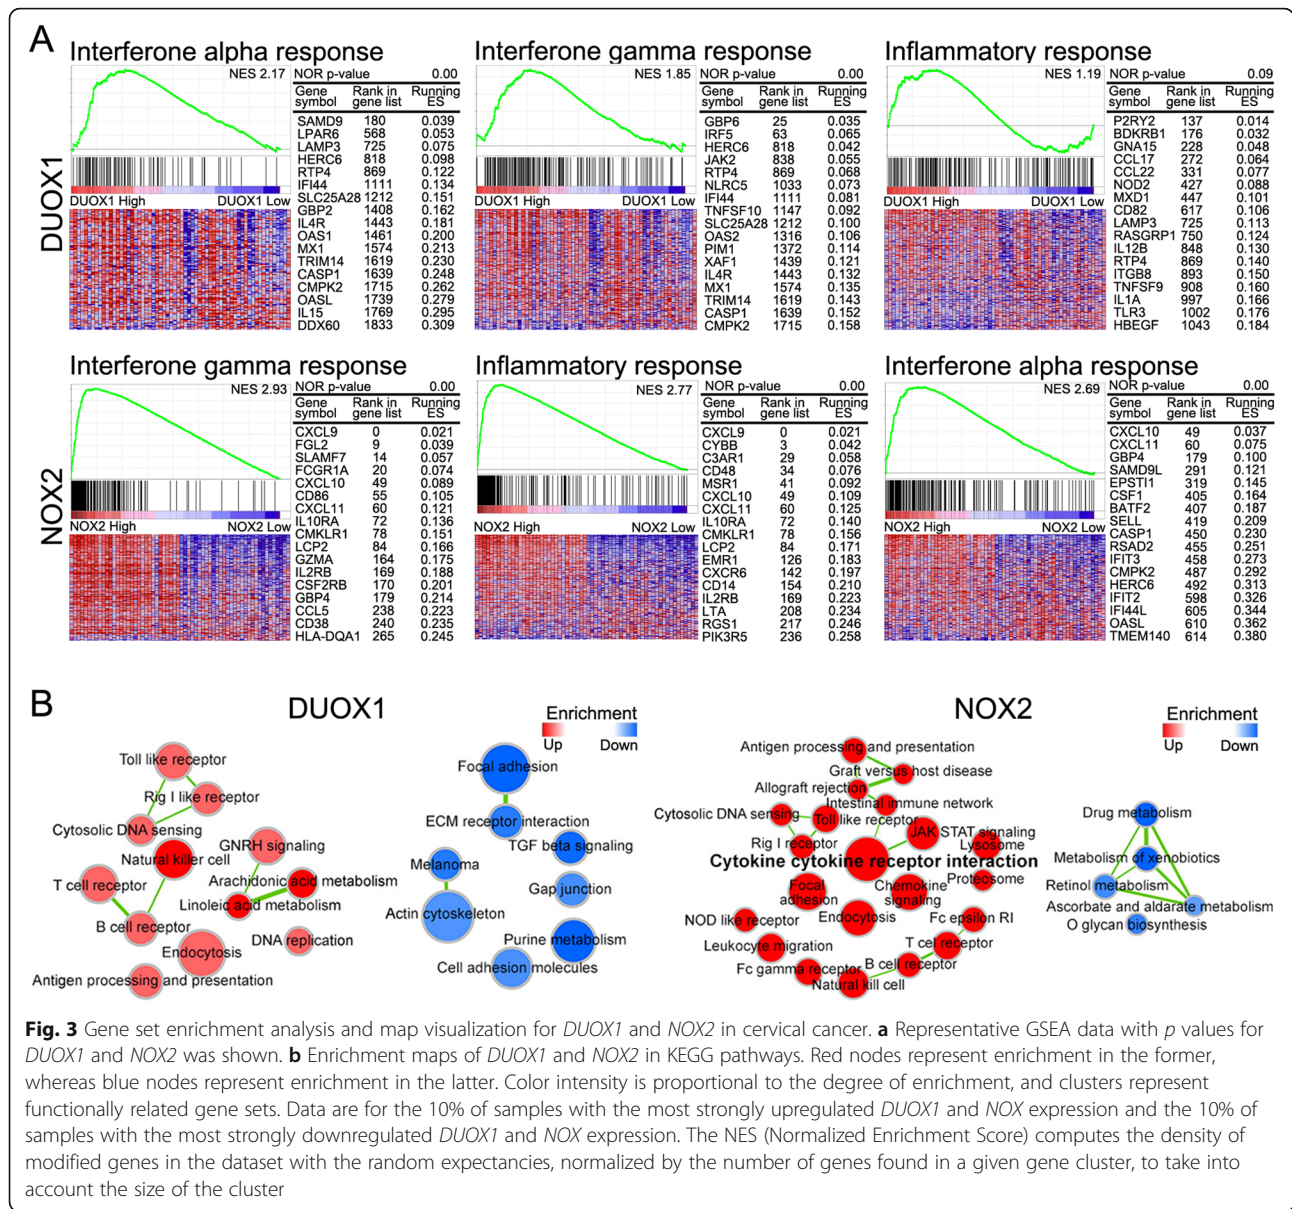 A
Interferone alpha response
NES 2.17
NOR p-value 0.00
Gene symbol Rank in gene list Running ES
SAMD9 180 0.039
LPAR6 568 0.053
LAMP3 725 0.075
HERC6 818 0.098
RTP4 869 0.122
IFI44 1111 0.134
SLC25A28 1212 0.151
GBP2 1408 0.162
IL4R 1443 0.181
OAS1 1461 0.200
MX1 1574 0.213
TRIM14 1619 0.230
CASP1 1639 0.248
CMPK2 1715 0.262
OASL 1739 0.279
IL15 1769 0.295
DDX60 1833 0.309
DUOX1 High DUOX1 Low
Interferone gamma response
NES 1.85
NOR p-value 0.00
Gene symbol Rank in gene list Running ES
GBP6 25 0.035
IRF5 63 0.065
HERC6 818 0.042
JAK2 838 0.055
RTP4 869 0.068
NLRC5 1033 0.073
IFI44 1111 0.081
TNFSF10 1147 0.092
SLC25A28 1212 0.100
OAS2 1316 0.106
PIM1 1372 0.114
XAF1 1439 0.121
IL4R 1443 0.132
MX1 1574 0.135
TRIM14 1619 0.143
CASP1 1639 0.152
CMPK2 1715 0.158
DUOX1 High DUOX1 Low
Inflammatory response
NES 1.19
NOR p-value 0.09
Gene symbol Rank in gene list Running ES
P2RY2 137 0.014
BDKRB1 176 0.032
GNA15 228 0.048
CCL17 272 0.064
CCL22 331 0.077
NOD2 427 0.088
MXD1 447 0.101
CD82 617 0.106
LAMP3 725 0.113
RASGRP1 750 0.124
IL12B 848 0.130
RTP4 869 0.140
ITGB8 893 0.150
TNFSF9 908 0.160
IL1A 997 0.166
TLR3 1002 0.176
HBEGF 1043 0.184
DUOX1 High DUOX1 Low
DUOX1
Interferone gamma response
NES 2.93
NOR p-value 0.00
Gene symbol Rank in gene list Running ES
CXCL9 0 0.021
FGL2 9 0.039
SLAMF7 14 0.057
FCGR1A 20 0.074
CXCL10 49 0.089
CD86 55 0.105
CXCL11 60 0.121
IL10RA 72 0.136
CMKLR1 78 0.151
LCP2 84 0.166
GZMA 164 0.175
IL2RB 169 0.188
CSF2RB 170 0.201
GBP4 179 0.214
CCL5 238 0.223
CD38 240 0.235
HLA-DQA1 265 0.245
NOX2 High NOX2 Low
Inflammatory response
NES 2.77
NOR p-value 0.00
Gene symbol Rank in gene list Running ES
CXCL9 0 0.021
CYBB 3 0.042
C3AR1 29 0.058
CD48 34 0.076
MSR1 41 0.092
CXCL10 49 0.109
CXCL11 60 0.125
IL10RA 72 0.140
CMKLR1 78 0.156
LCP2 84 0.171
EMR1 126 0.183
CXCR6 142 0.197
CD14 154 0.210
IL2RB 169 0.223
LTA 208 0.234
RGS1 217 0.246
PIK3R5 236 0.258
NOX2 High NOX2 Low
Interferone alpha response
NES 2.69
NOR p-value 0.00
Gene symbol Rank in gene list Running ES
CXCL10 49 0.037
CXCL11 60 0.075
GBP4 179 0.100
SAMD9L 291 0.121
EPSTI1 319 0.145
CSF1 405 0.164
BATF2 407 0.187
SELL 419 0.209
CASP1 450 0.230
RSAD2 455 0.251
IFIT3 458 0.273
CMPK2 487 0.292
HERC6 492 0.313
IFIT2 598 0.326
IFI44L 605 0.344
OASL 610 0.362
TMEM140 614 0.380
NOX2 High NOX2 Low
NOX2
B
DUOX1
Enrichment
Up Down
Toll like receptor
Rig I like receptor
Cytosolic DNA sensing
Natural killer cell
GNRH signaling
T cell receptor
Arachidonic acid metabolism
Linoleic acid metabolism
B cell receptor
DNA replication
Endocytosis
Antigen processing and presentation
Focal adhesion
ECM receptor interaction
TGF beta signaling
Melanoma
Gap junction
Actin cytoskeleton
Purine metabolism
Cell adhesion molecules
NOX2
Enrichment
Up Down
Antigen processing and presentation
Graft versus host disease
Allograft rejection
Intestinal immune network
Cytosolic DNA sensing
Toll like receptor
JAK STAT signaling
Rig I receptor
Lysosome
Cytokine cytokine receptor interaction
Proteosome
Focal adhesion
Chemokine signaling
NOD like receptor
Endocytosis
Fc epsilon RI
Leukocyte migration
T cel receptor
Fc gamma receptor
B cell receptor
Natural kill cell
Drug metabolism
Metabolism of xenobiotics
Retinol metabolism
Ascorbate and aldarate metabolism
O glycan biosynthesis
Fig. 3 Gene set enrichment analysis and map visualization for DUOX1 and NOX2 in cervical cancer. a Representative GSEA data with p values for
DUOX1 and NOX2 was shown. b Enrichment maps of DUOX1 and NOX2 in KEGG pathways. Red nodes represent enrichment in the former,
whereas blue nodes represent enrichment in the latter. Color intensity is proportional to the degree of enrichment, and clusters represent
functionally related gene sets. Data are for the 10% of samples with the most strongly upregulated DUOX1 and NOX expression and the 10% of
samples with the most strongly downregulated DUOX1 and NOX expression. The NES (Normalized Enrichment Score) computes the density of
modified genes in the dataset with the random expectancies, normalized by the number of genes found in a given gene cluster, to take into
account the size of the cluster